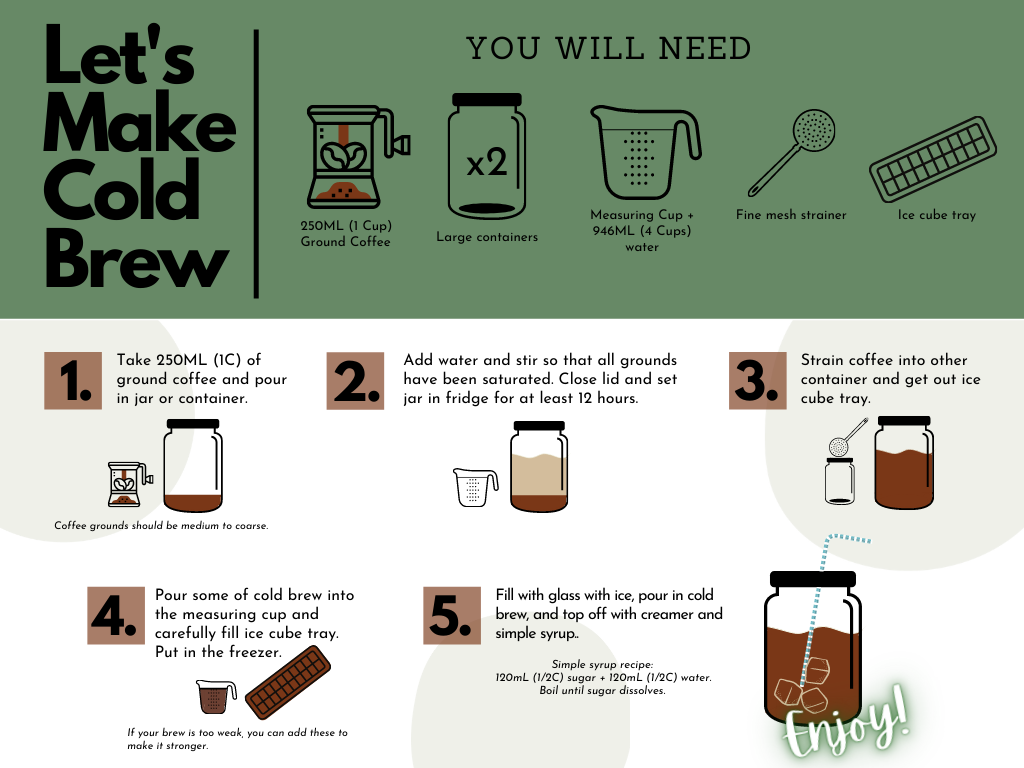 Let's
Make
Cold
Brew
YOU WILL NEED
250ML (1 Cup)
Ground Coffee
x2
Large containers
Measuring Cup +
946ML (4 Cups)
water
Fine mesh strainer
Ice cube tray
1.
Take 250ML (1C) of
ground coffee and pour
in jar or container.
Coffee grounds should be medium to coarse.
2.
Add water and stir so that all grounds
have been saturated. Close lid and set
jar in fridge for at least 12 hours.
3.
Strain coffee into other
container and get out ice
cube tray.
4.
Pour some of cold brew into
the measuring cup and
carefully fill ice cube tray.
Put in the freezer.
If your brew is too weak, you can add these to
make it stronger.
5.
Fill with glass with ice, pour in cold
brew, and top off with creamer and
simple syrup..
Simple syrup recipe:
120mL (1/2C) sugar + 120mL (1/2C) water.
Boil until sugar dissolves.
Enjoy!